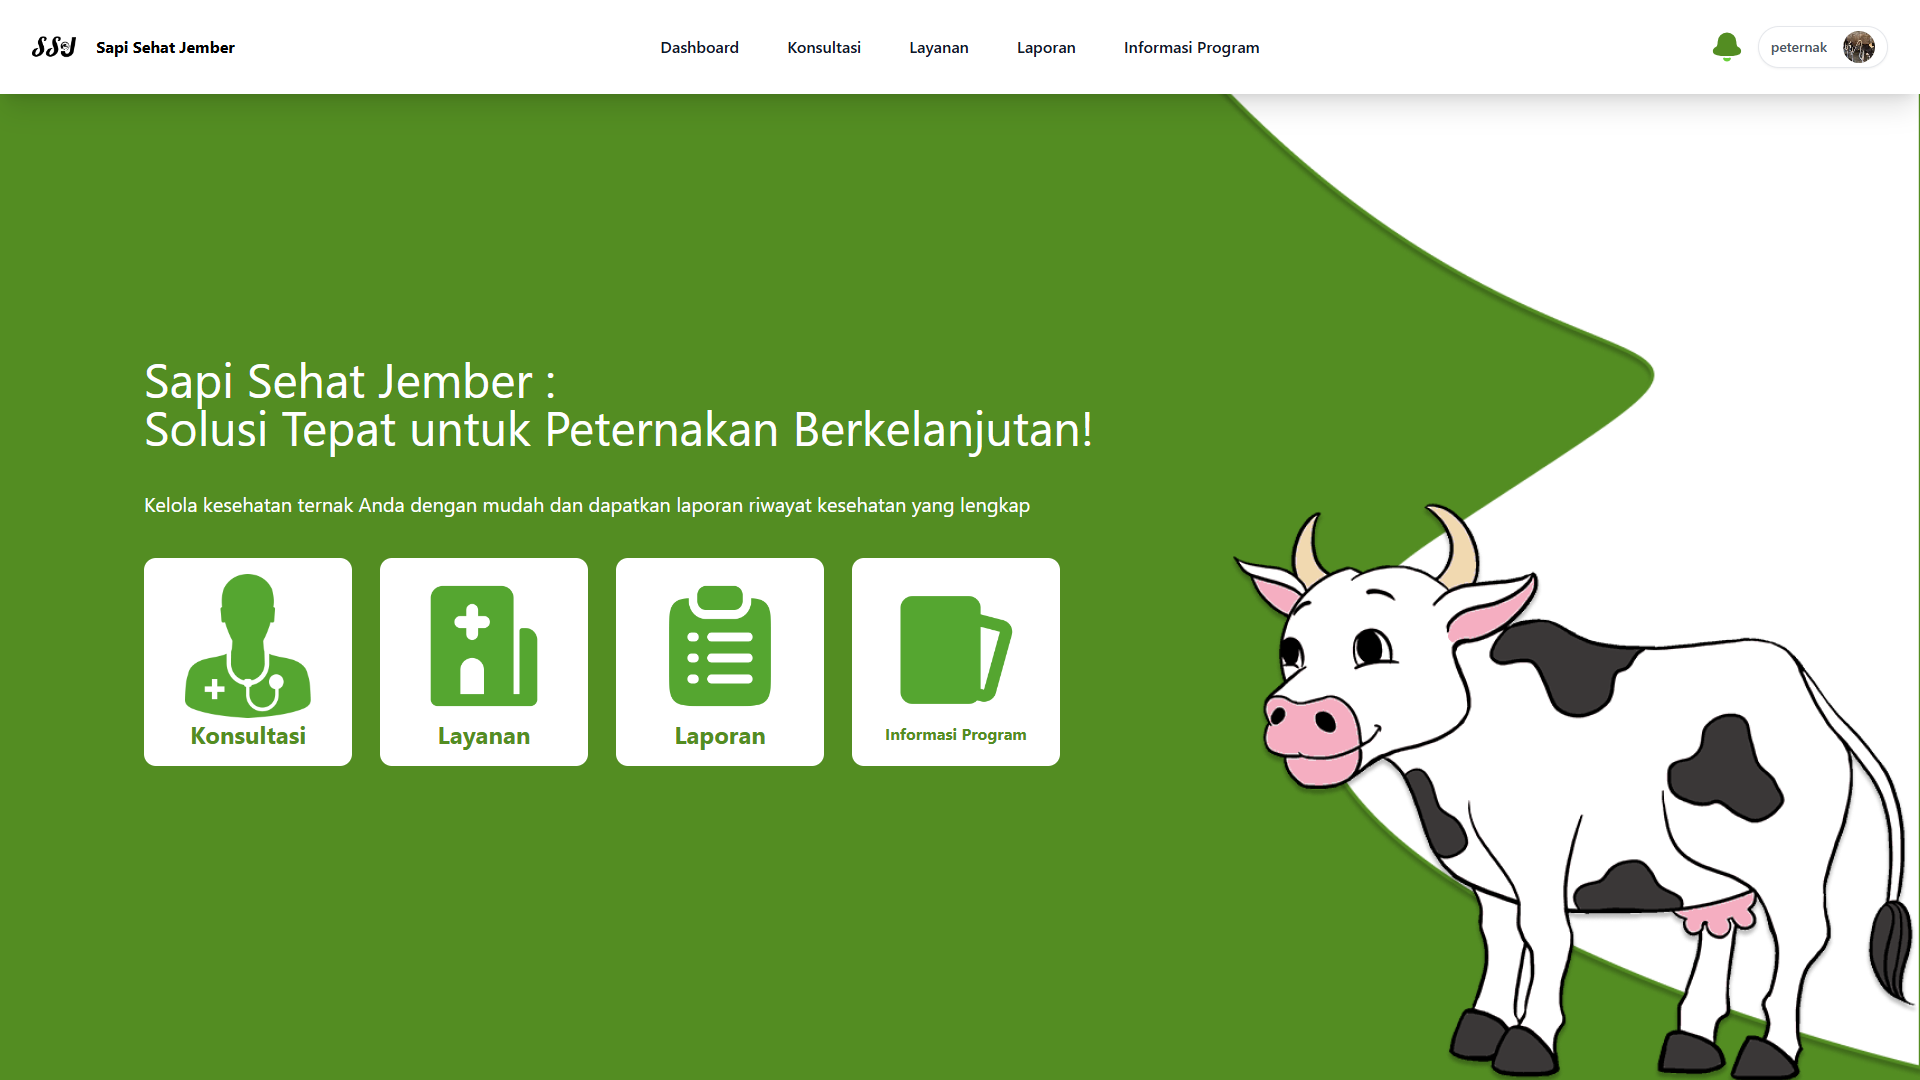 SSJ Sapi Sehat Jember
Dashboard Konsultasi Layanan Laporan Informasi Program
peternak
Sapi Sehat Jember :
Solusi Tepat untuk Peternakan Berkelanjutan!
Kelola kesehatan ternak Anda dengan mudah dan dapatkan laporan riwayat kesehatan yang lengkap
Konsultasi
Layanan
Laporan
Informasi Program